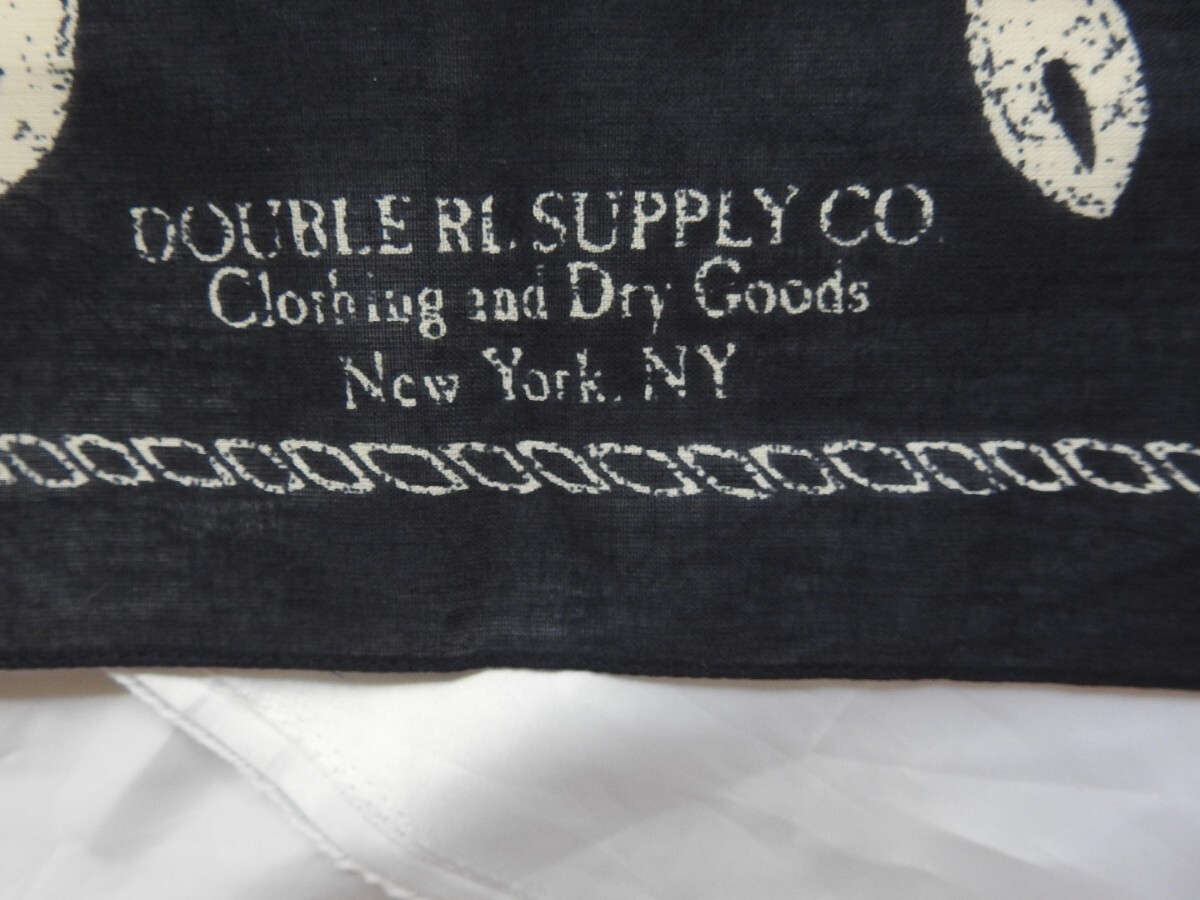 DOUBLE RL SUPPLY CO.
Clothing and Dry Goods
New York, NY